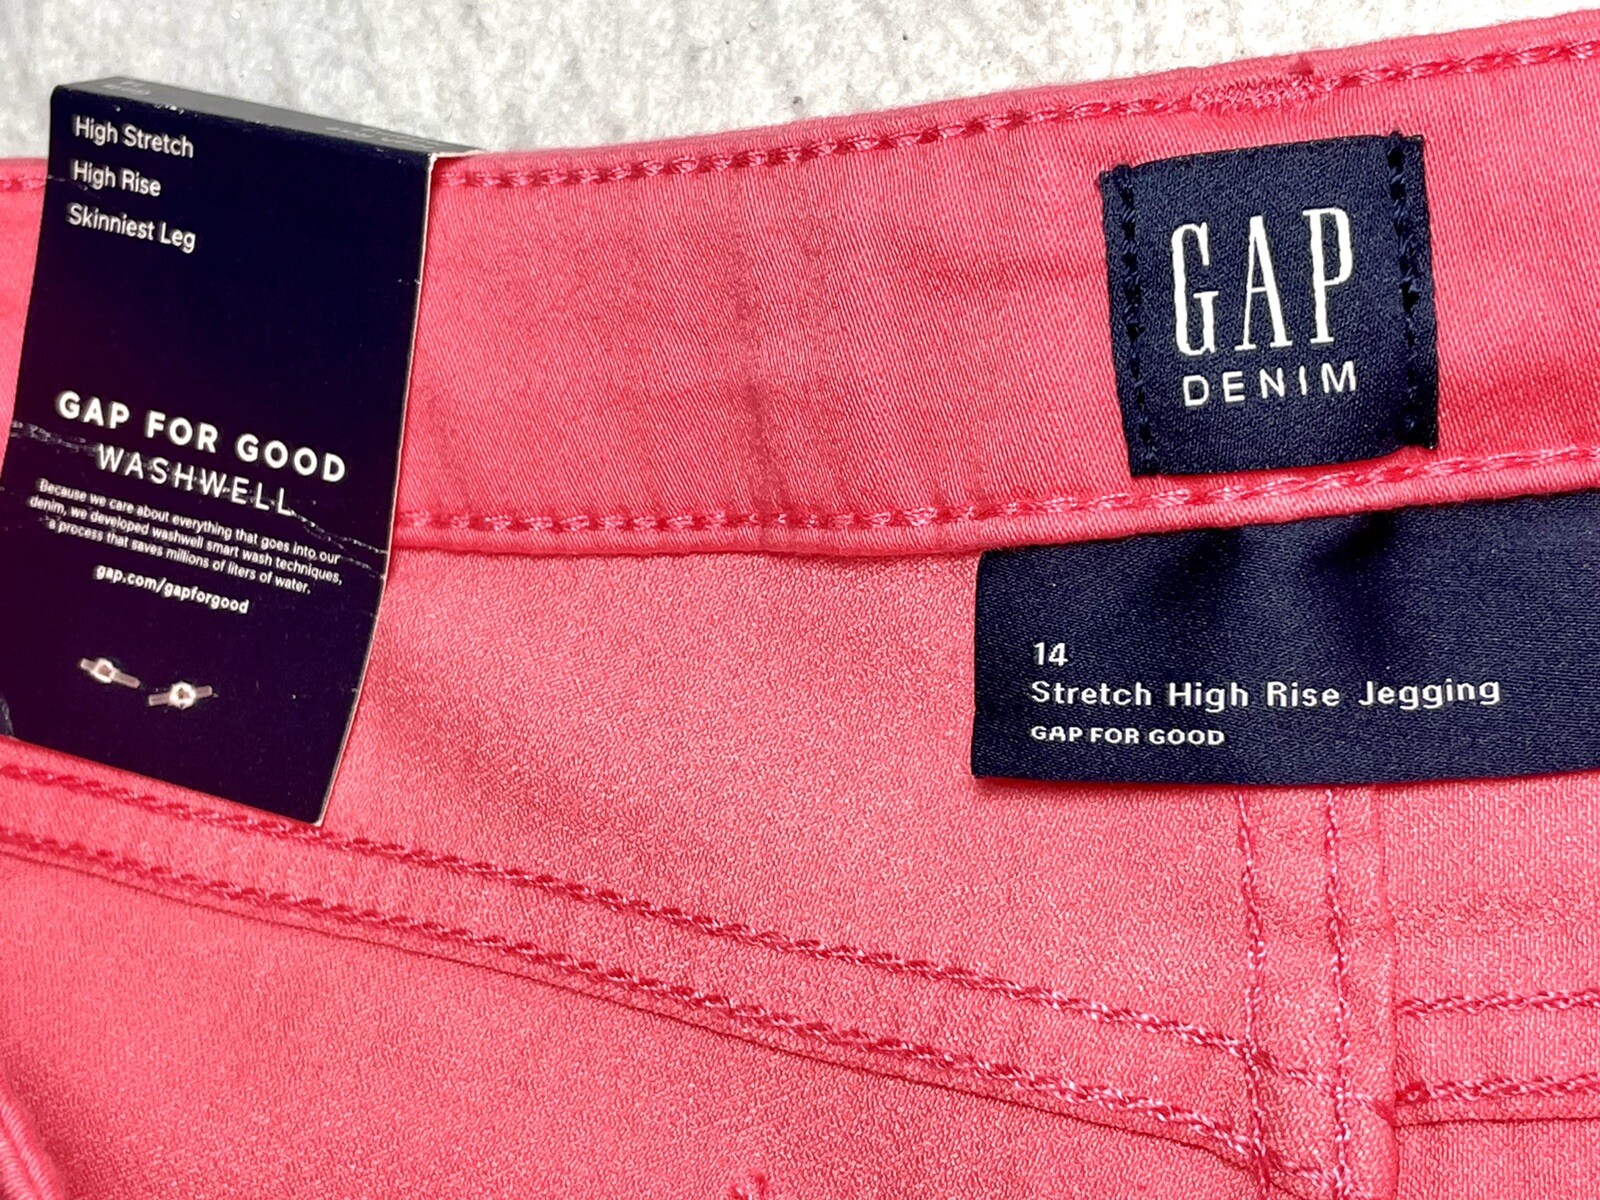 High Stretch
High Rise
Skinniest Leg
GAP FOR GOOD
WASHWELL
Because we care about everything that goes into our
denim, we developed washwell smart wash techniques,
a process that saves millions of liters of water.
gap.com/gapforgood
GAP
DENIM
14
Stretch High Rise Jegging
GAP FOR GOOD